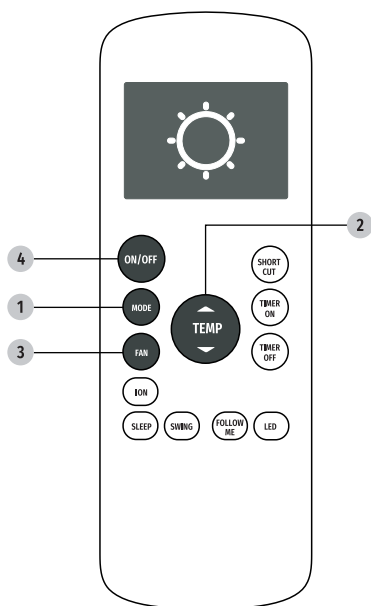 2
4
ON/OFF
SHORT
CUT
1
MODE
TEMP
TIMER
ON
3
FAN
TIMER
OFF
ION
SLEEP
SWING
FOLLOW
ME
LED